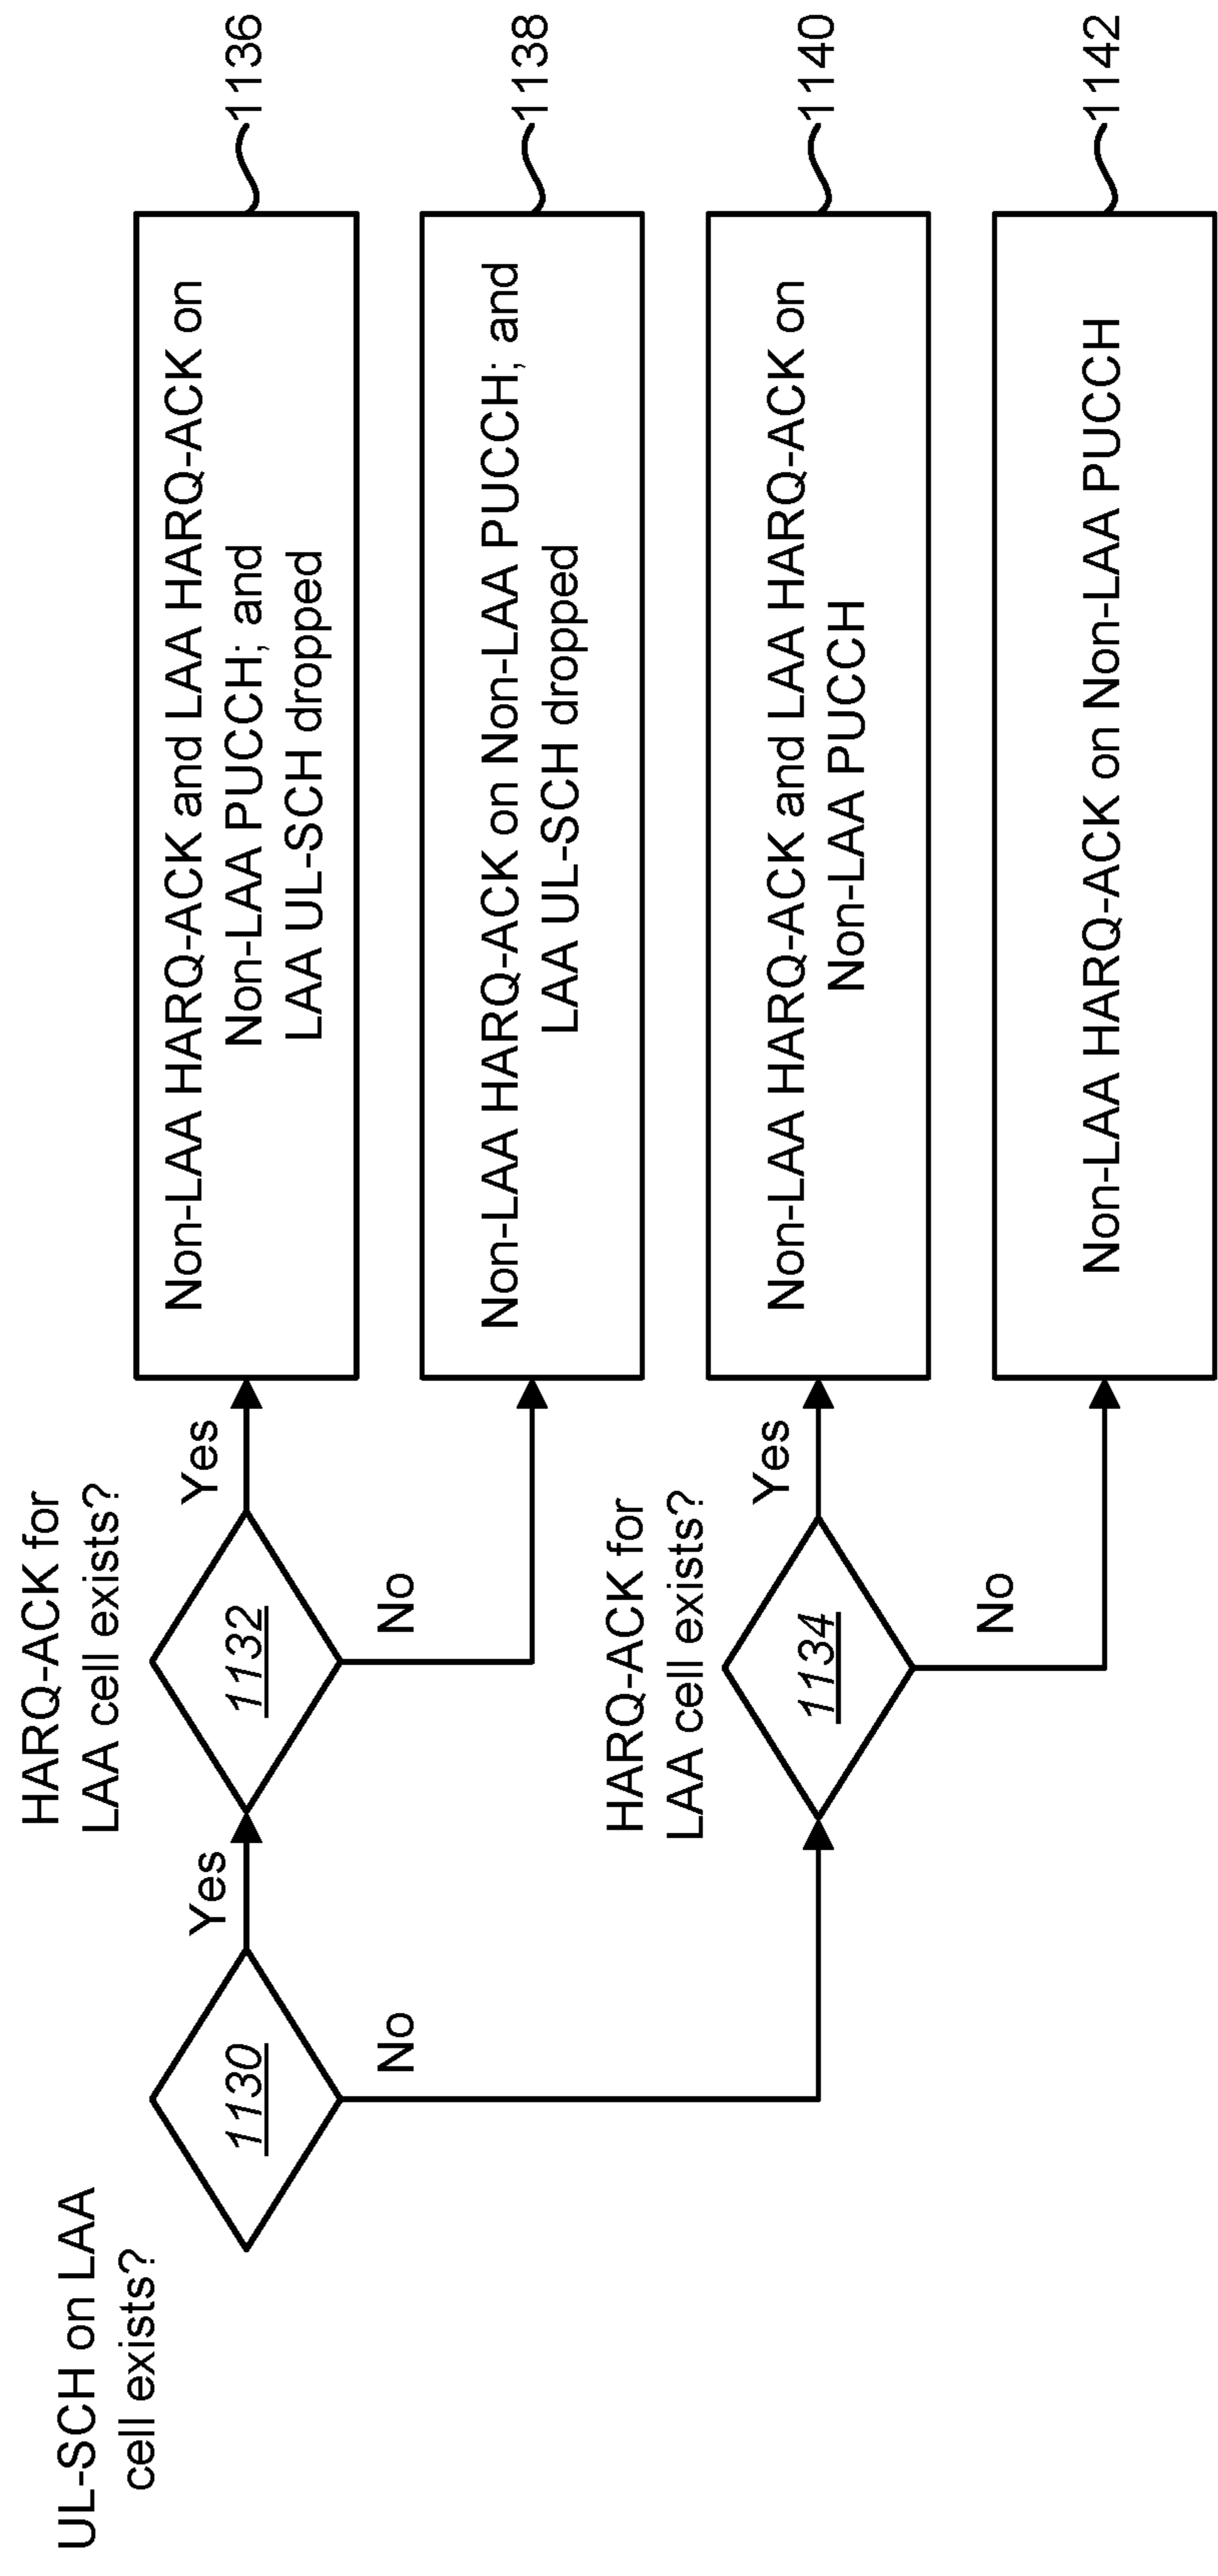 UL-SCH on LAA
cell exists?
1130
Yes
No
HARQ-ACK for
LAA cell exists?
1132
Yes
No
Non-LAA HARQ-ACK and LAA HARQ-ACK on
Non-LAA PUCCH; and
LAA UL-SCH dropped
1136
Non-LAA HARQ-ACK on Non-LAA PUCCH; and
LAA UL-SCH dropped
1138
HARQ-ACK for
LAA cell exists?
1134
Yes
No
Non-LAA HARQ-ACK and LAA HARQ-ACK on
Non-LAA PUCCH
1140
Non-LAA HARQ-ACK on Non-LAA PUCCH
1142